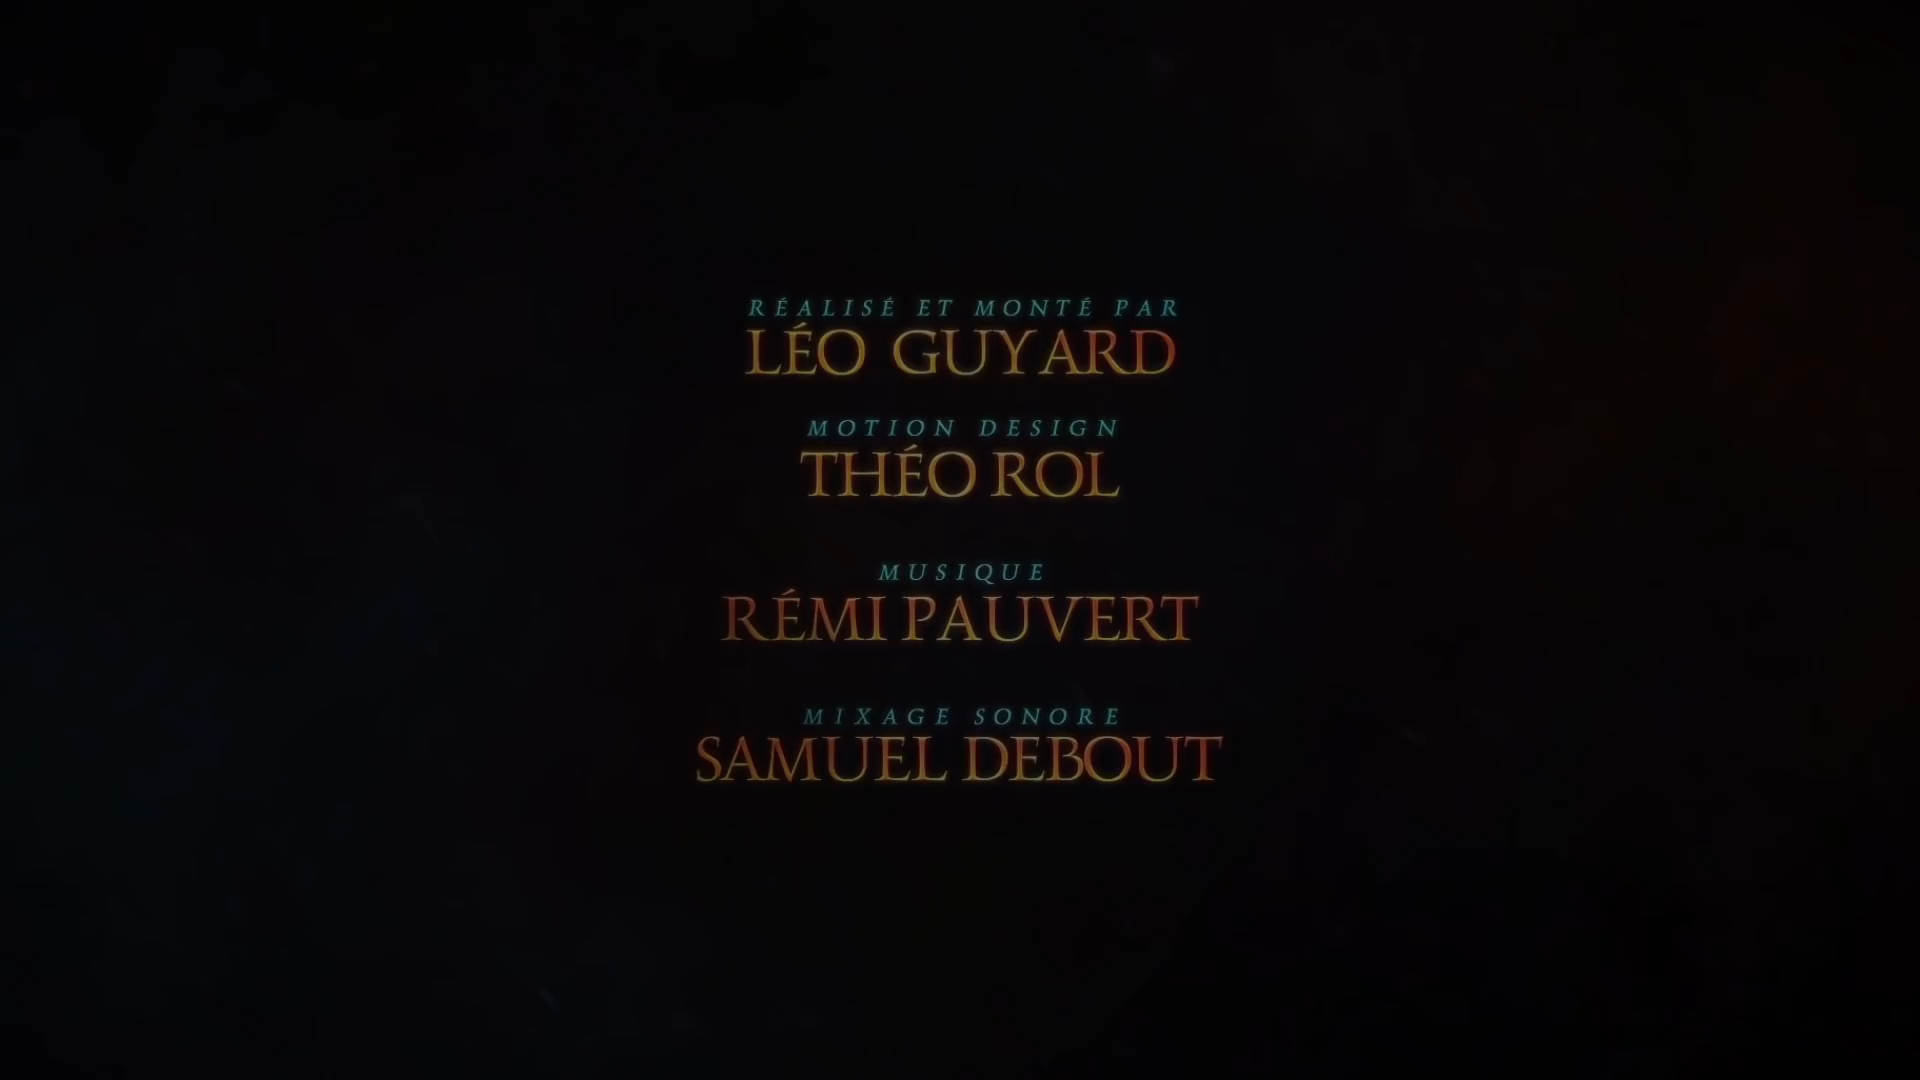 RÉALISÉ ET MONTÉ PAR
LÉO GUYARD
MOTION DESIGN
THÉO ROL
MUSIQUE
RÉMI PAUVERT
MIXAGE SONORE
SAMUEL DEBOUT